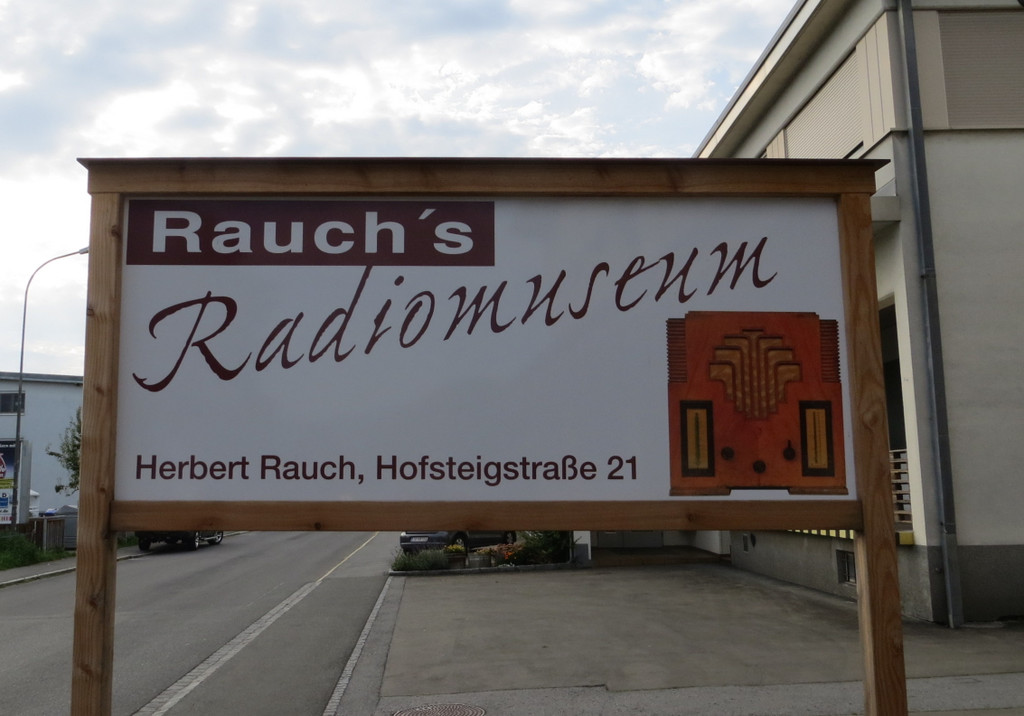 Rauch´s
Radiomuseum
Herbert Rauch, Hofsteigstraße 21